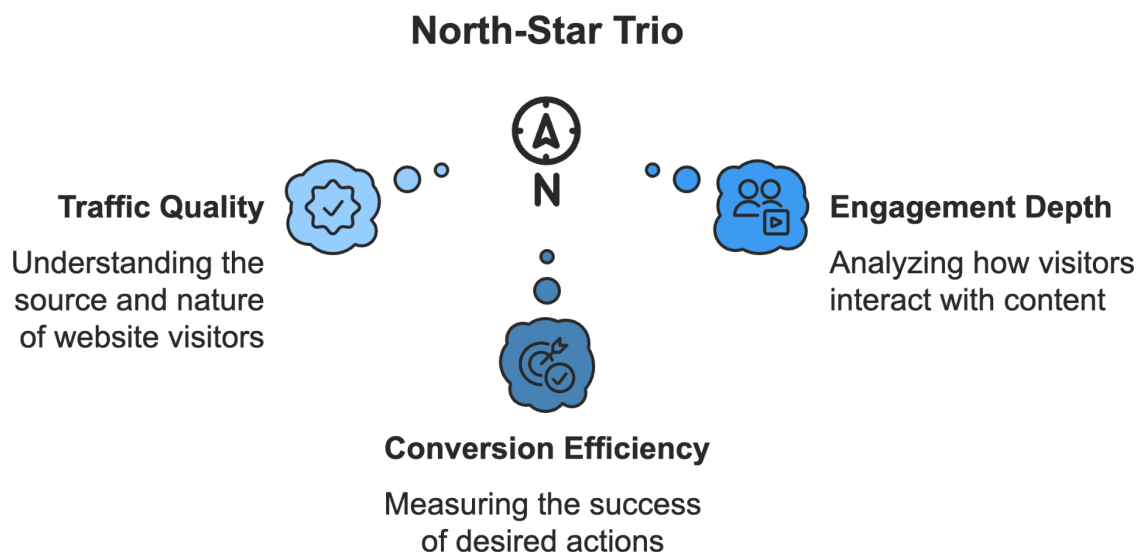 North-Star Trio
N
Traffic Quality
Understanding the
source and nature
of website visitors
Engagement Depth
Analyzing how visitors
interact with content
Conversion Efficiency
Measuring the success
of desired actions